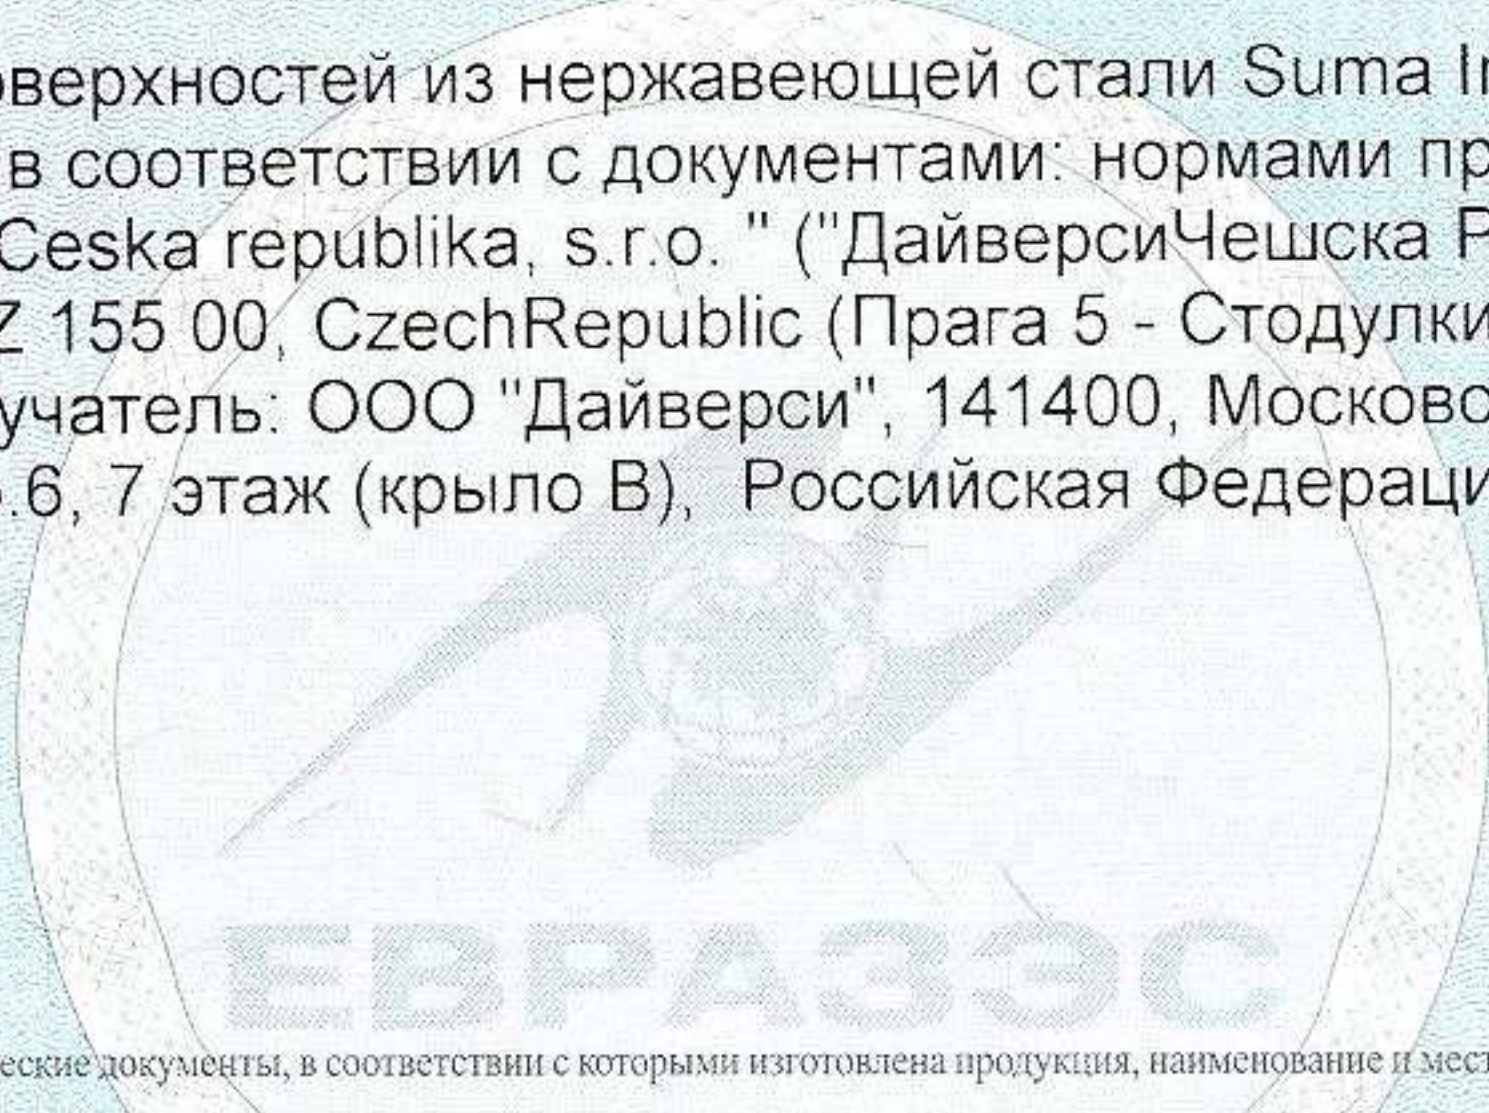 оверхностей из нержавеющей стали Suma In
в соответствии с документами: нормами пр
Ceska republika, s.r.o. " ("ДайверсиЧешска Р
Z 155 00, CzechRepublic (Прага 5 - Стодулки
учатель: ООО "Дайверси", 141400, Московс
.6, 7 этаж (крыло В), Российская Федераци
ЕВРАЗЭС
еские документы, в соответствии с которыми изготовлена продукция, наименование и мест